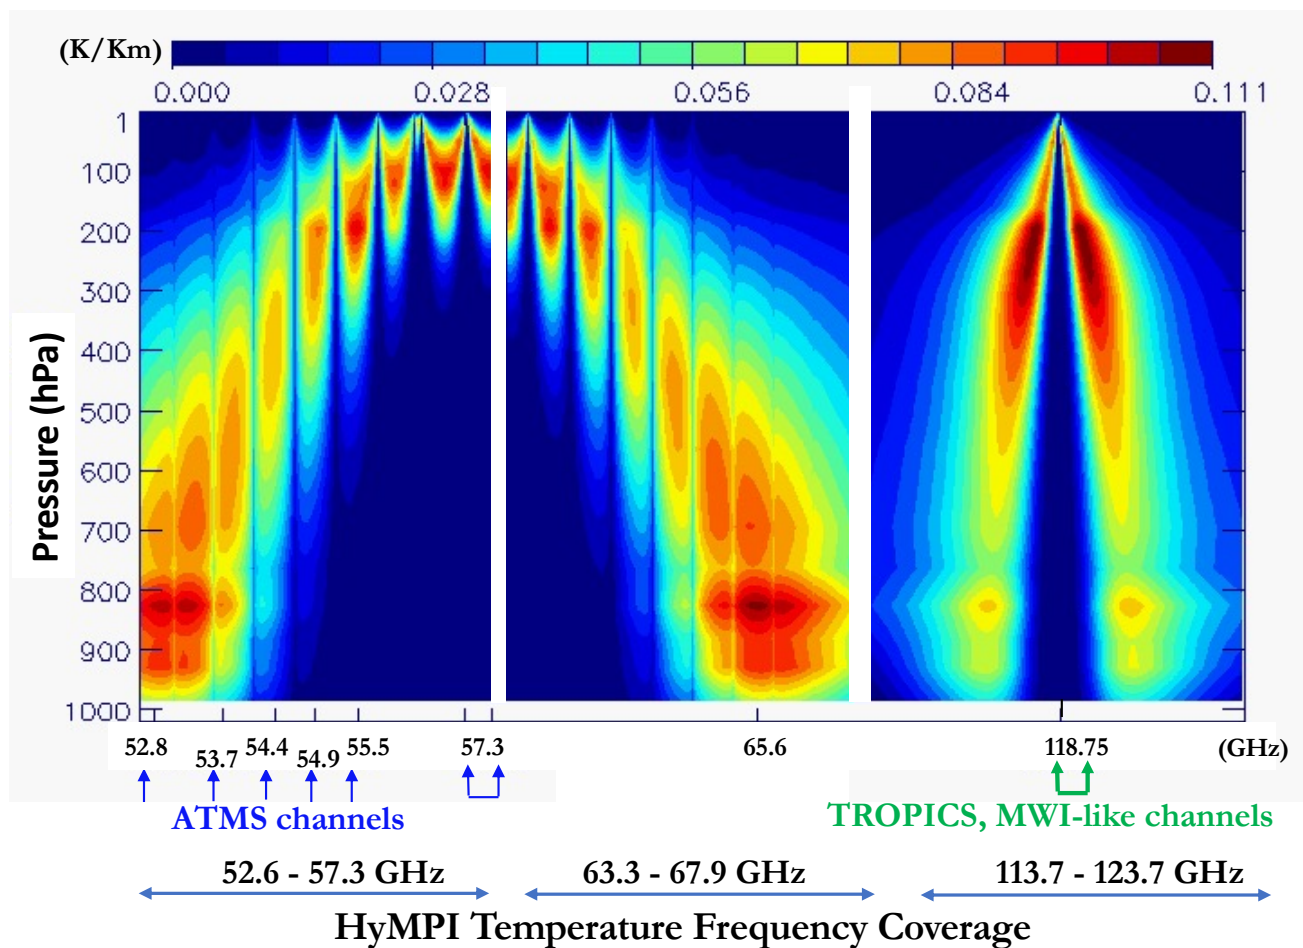 (K/Km)
0.000 0.028 0.056 0.084 0.111
Pressure (hPa)
1
100
200
300
400
500
600
700
800
900
1000
52.8 53.7 54.4 54.9 55.5 57.3 65.6 118.75 (GHz)
ATMS channels
TROPICS, MWI-like channels
52.6 - 57.3 GHz 63.3 - 67.9 GHz 113.7 - 123.7 GHz
HyMPI Temperature Frequency Coverage